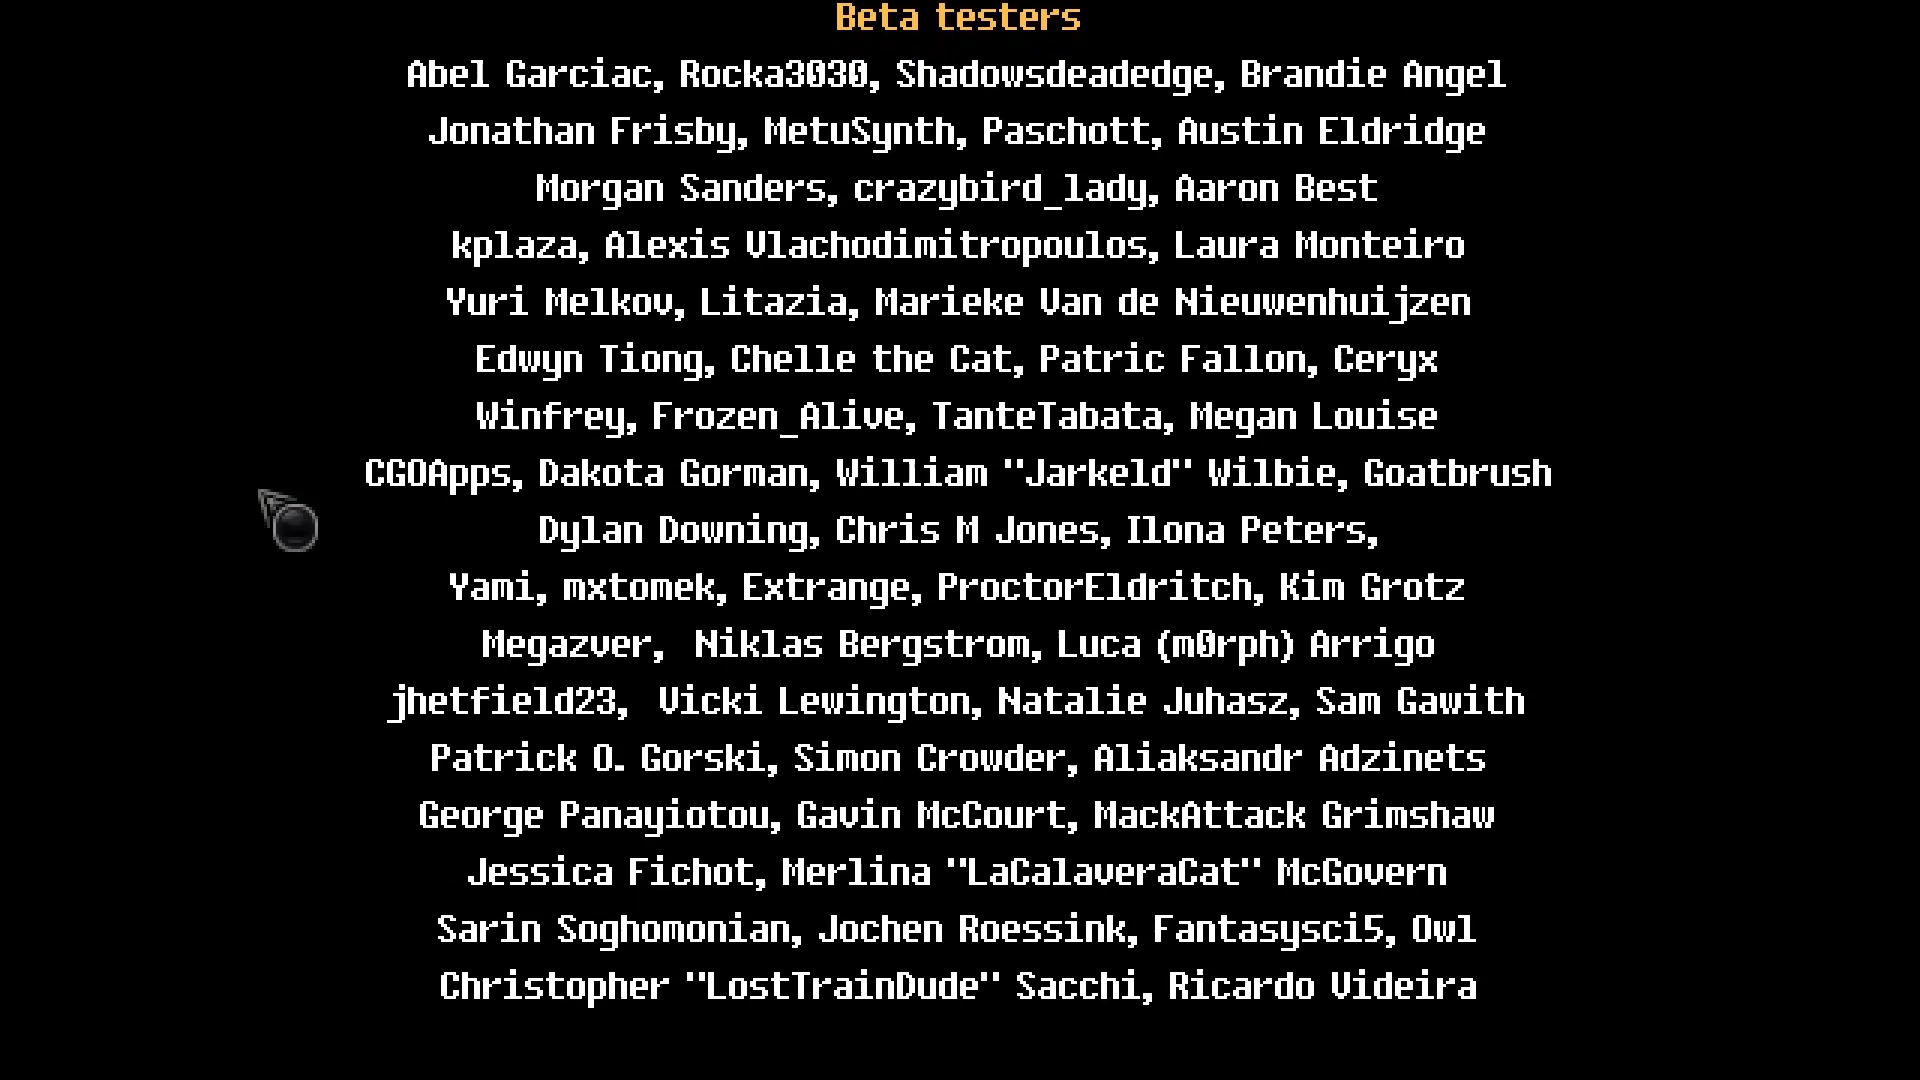 Beta testers
Abel Garciac, Rocka3030, Shadowsdeadedge, Brandie Angel
Jonathan Frisby, MetuSynth, Paschott, Austin Eldridge
Morgan Sanders, crazybird_lady, Aaron Best
kplaza, Alexis Vlachodimitropoulos, Laura Monteiro
Yuri Melkov, Litazia, Marieke Van de Nieuwenhuijzen
Edwyn Tiong, Chelle the Cat, Patric Fallon, Ceryx
Winfrey, Frozen_Alive, TanteTabata, Megan Louise
CGOApps, Dakota Gorman, William "Jarkeld" Wilbie, Goatbrush
Dylan Downing, Chris M Jones, Ilona Peters,
Yami, mxtomek, Extrange, ProctorEldritch, Kim Grotz
Megazver,  Niklas Bergstrom, Luca (m0rph) Arrigo
jhetfield23,  Vicki Lewington, Natalie Juhasz, Sam Gawith
Patrick O. Gorski, Simon Crowder, Aliaksandr Adzinets
George Panayiotou, Gavin McCourt, MackAttack Grimshaw
Jessica Fichot, Merlina "LaCalaveraCat" McGovern
Sarin Soghomonian, Jochen Roessink, Fantasysci5, Owl
Christopher "LostTrainDude" Sacchi, Ricardo Videira